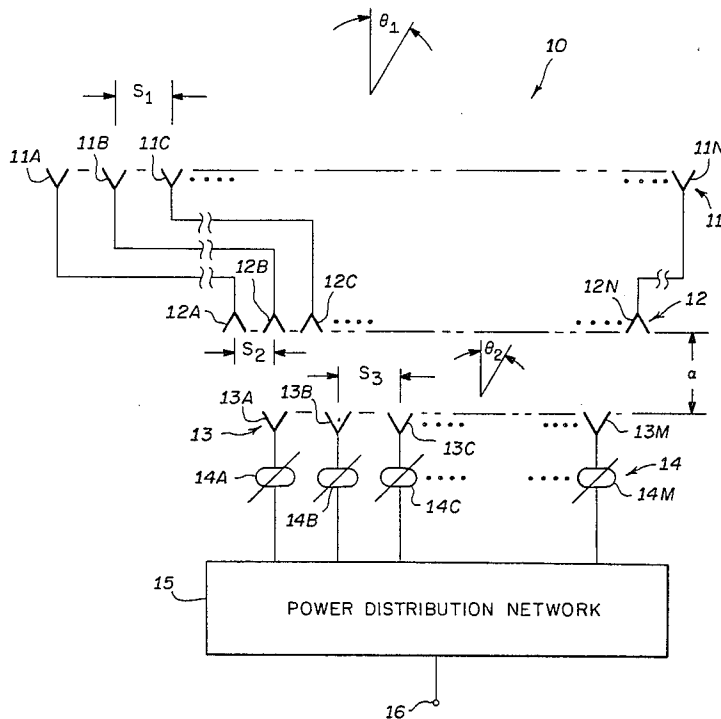 θ1
10
S1
11A
11B
11C
11N
11
12A
12B
12C
12N
12
S2
θ2
S3
a
13A
13B
13
13C
13M
14A
14B
14C
14
14M
15
POWER DISTRIBUTION NETWORK
16